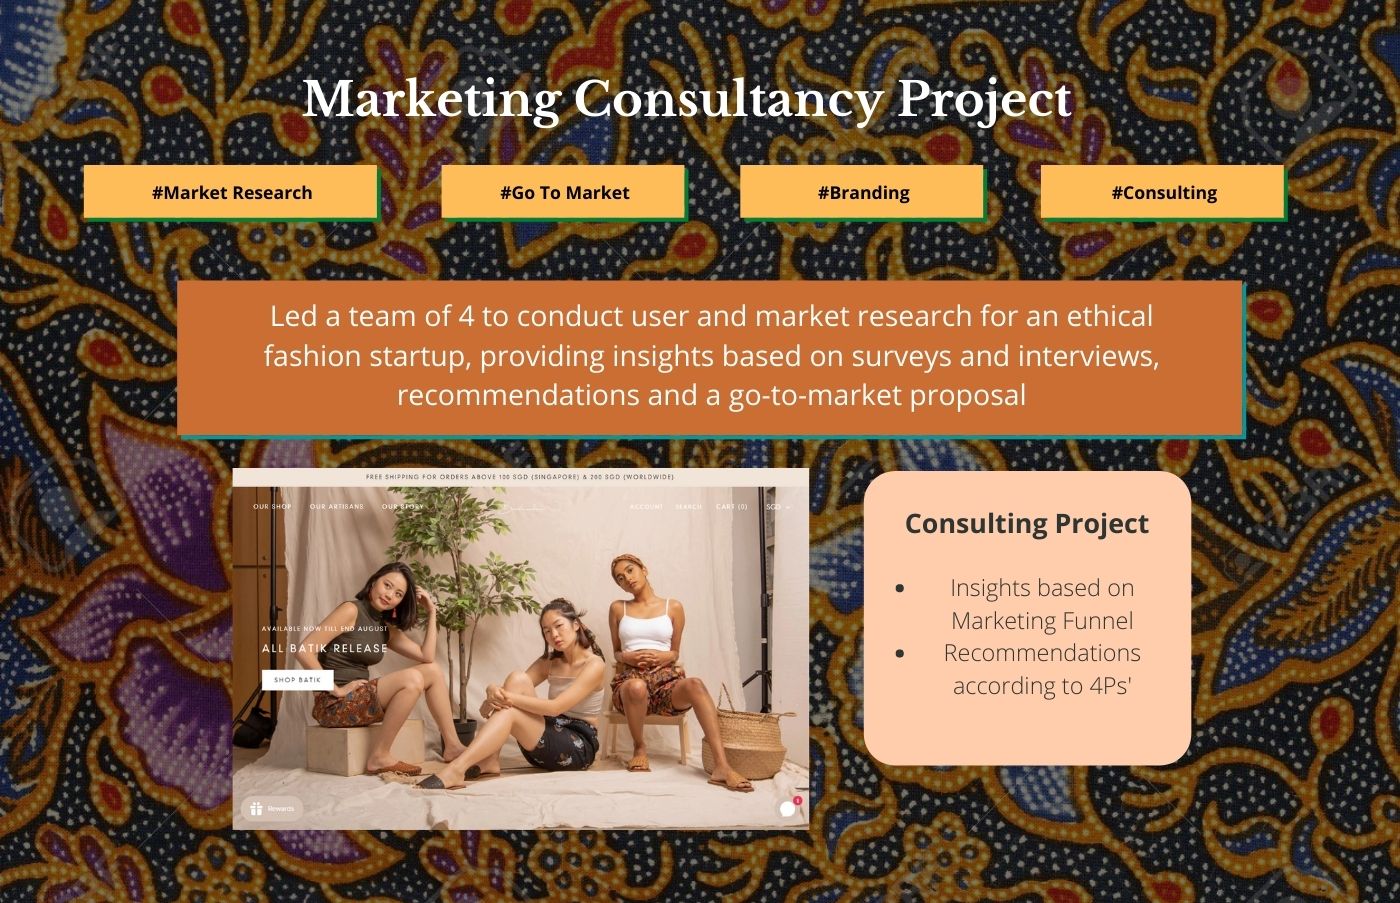 Marketing Consultancy Project
#Market Research
#Go To Market
#Branding
#Consulting
Led a team of 4 to conduct user and market research for an ethical
fashion startup, providing insights based on surveys and interviews,
recommendations and a go-to-market proposal
FREE SHIPPING FOR ORDERS ABOVE 100 SGD (SINGAPORE) & 200 SGD (WORLDWIDE)
OUR SHOP OUR ARTISANS OUR STORY ACCOUNT SEARCH CART (0) SGD
AVAILABLE NOW TILL END AUGUST
ALL BATIK RELEASE
SHOP BATIK
Rewards
1
Consulting Project
• Insights based on
Marketing Funnel
• Recommendations
according to 4Ps'